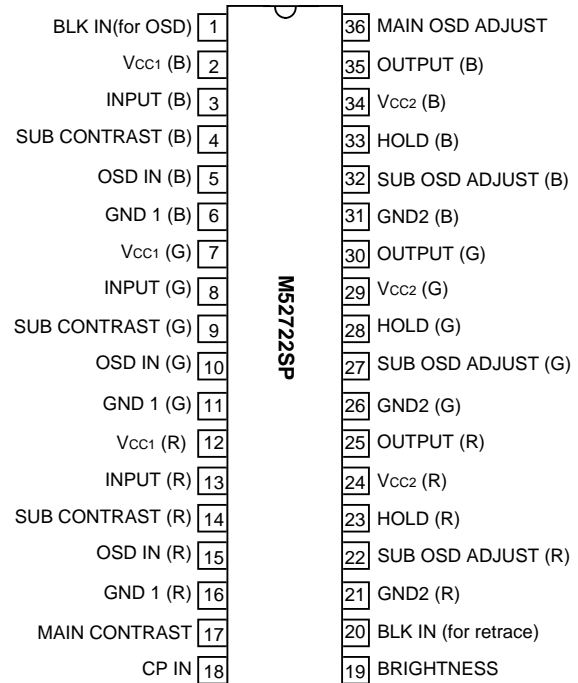 BLK IN(for OSD) 1 36 MAIN OSD ADJUST
VCC1 (B) 2 35 OUTPUT (B)
INPUT (B) 3 34 VCC2 (B)
SUB CONTRAST (B) 4 33 HOLD (B)
OSD IN (B) 5 32 SUB OSD ADJUST (B)
GND 1 (B) 6 31 GND2 (B)
VCC1 (G) 7 30 OUTPUT (G)
INPUT (G) 8 29 VCC2 (G)
SUB CONTRAST (G) 9 28 HOLD (G)
OSD IN (G) 10 27 SUB OSD ADJUST (G)
GND 1 (G) 11 26 GND2 (G)
VCC1 (R) 12 25 OUTPUT (R)
INPUT (R) 13 24 VCC2 (R)
SUB CONTRAST (R) 14 23 HOLD (R)
OSD IN (R) 15 22 SUB OSD ADJUST (R)
GND 1 (R) 16 21 GND2 (R)
MAIN CONTRAST 17 20 BLK IN (for retrace)
CP IN 18 19 BRIGHTNESS
M52722SP